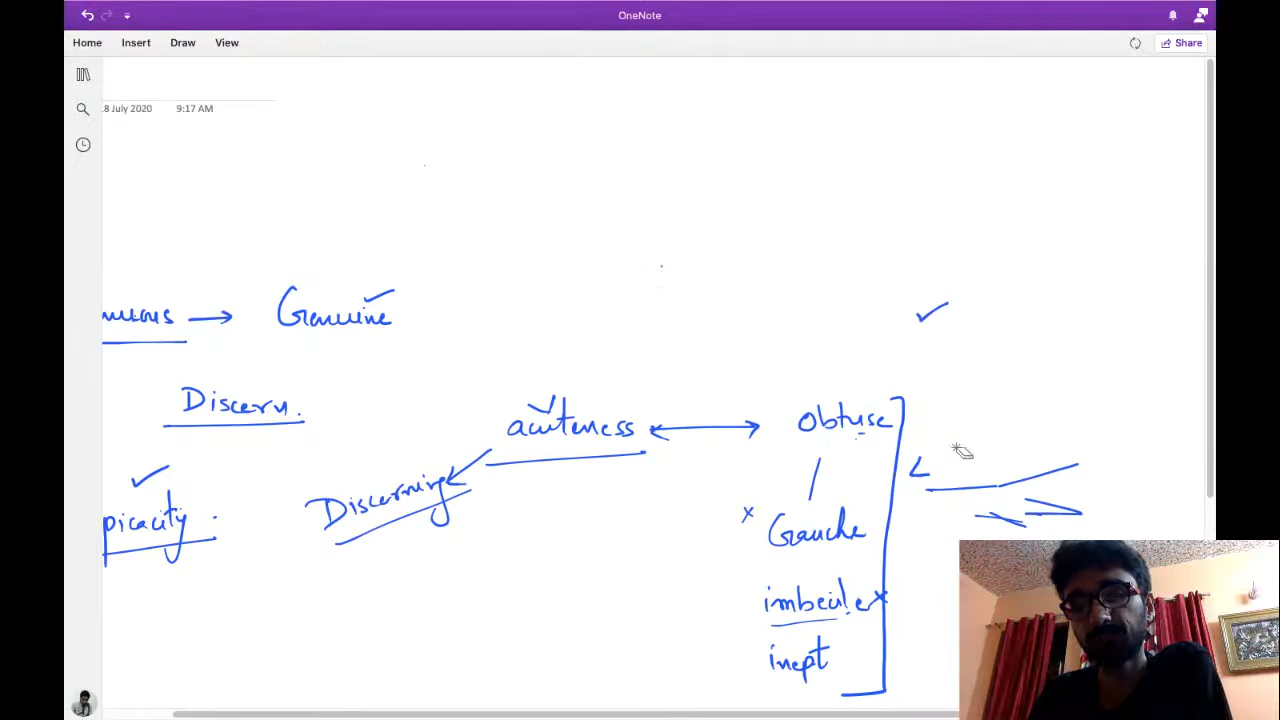 OneNote
Home Insert Draw View Share
8 July 2020 9:17 AM
nuous → Genuine
Discern.
acuteness ↔ Obtuse
Discerning
picacity.
Gauche
imbecile
inept